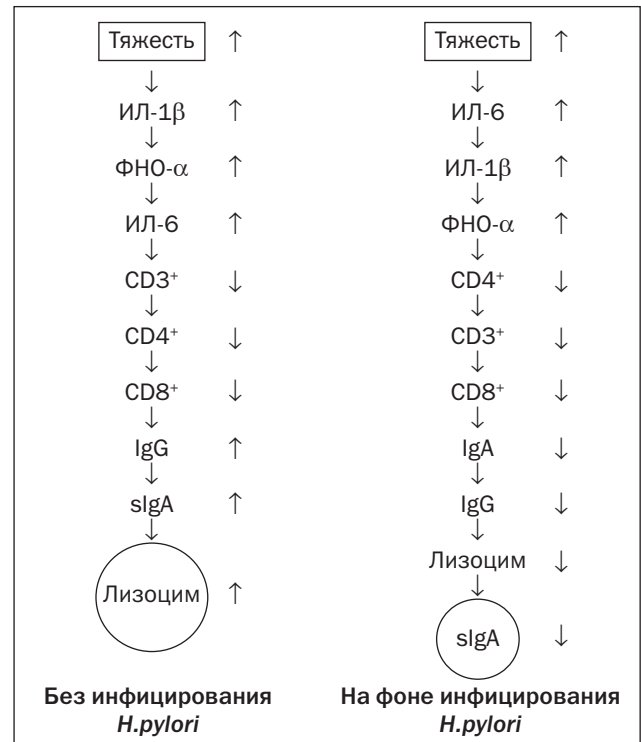 Тяжесть ↑
↓
ИЛ-1β ↑
↓
ФНО-α ↑
↓
ИЛ-6 ↑
↓
CD3⁺ ↓
↓
CD4⁺ ↓
↓
CD8⁺ ↓
↓
IgG ↑
↓
sIgA ↑
↓
Лизоцим ↑
Без инфицирования
H.pylori
Тяжесть ↑
↓
ИЛ-6 ↑
↓
ИЛ-1β ↑
↓
ФНО-α ↑
↓
CD4⁺ ↓
↓
CD3⁺ ↓
↓
CD8⁺ ↓
↓
IgA ↓
↓
IgG ↓
↓
Лизоцим ↓
↓
sIgA ↓
На фоне инфицирования
H.pylori